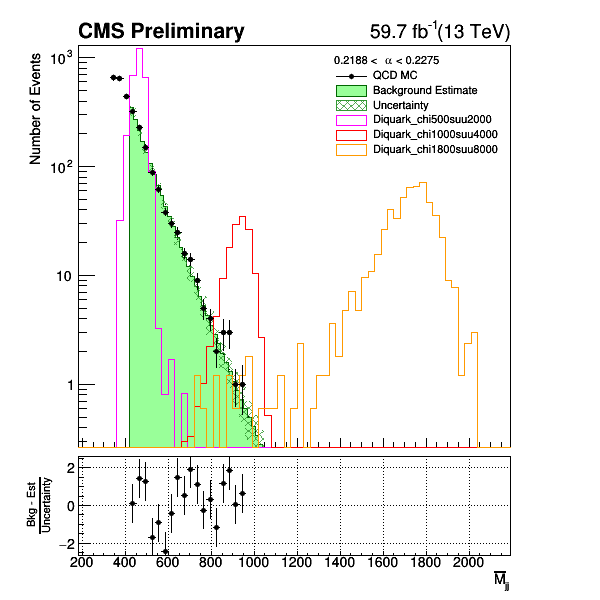 CMS Preliminary 59.7 fb⁻¹(13 TeV)
Number of Events
10³
10²
10
1
0.2188 < α < 0.2275
QCD MC
Background Estimate
Uncertainty
Diquark_chi500suu2000
Diquark_chi1000suu4000
Diquark_chi1800suu8000
Bkg - Est
Uncertainty
2
0
−2
200 400 600 800 1000 1200 1400 1600 1800 2000
M̅jj